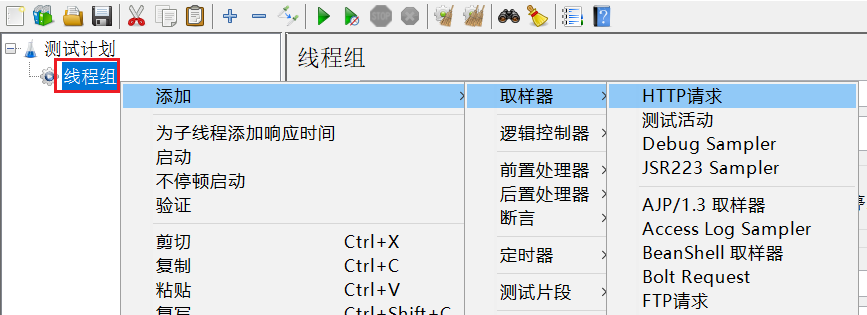 测试计划
线程组
线程组
添加
为子线程添加响应时间
启动
不停顿启动
验证
剪切 Ctrl+X
复制 Ctrl+C
粘贴 Ctrl+V
复写 Ctrl+Shift+C
取样器
逻辑控制器
前置处理器
后置处理器
断言
定时器
测试片段
HTTP请求
测试活动
Debug Sampler
JSR223 Sampler
AJP/1.3 取样器
Access Log Sampler
BeanShell 取样器
Bolt Request
FTP请求